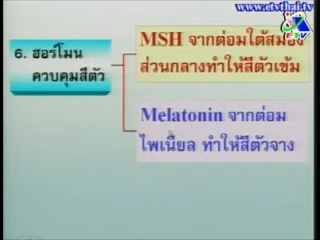 www.etvthai.tv
6. ฮอร์โมน
ควบคุมสีตัว
MSH จากต่อมใต้สมอง
ส่วนกลางทำให้สีตัวเข้ม
Melatonin จากต่อม
ไพเนียล ทำให้สีตัวจาง